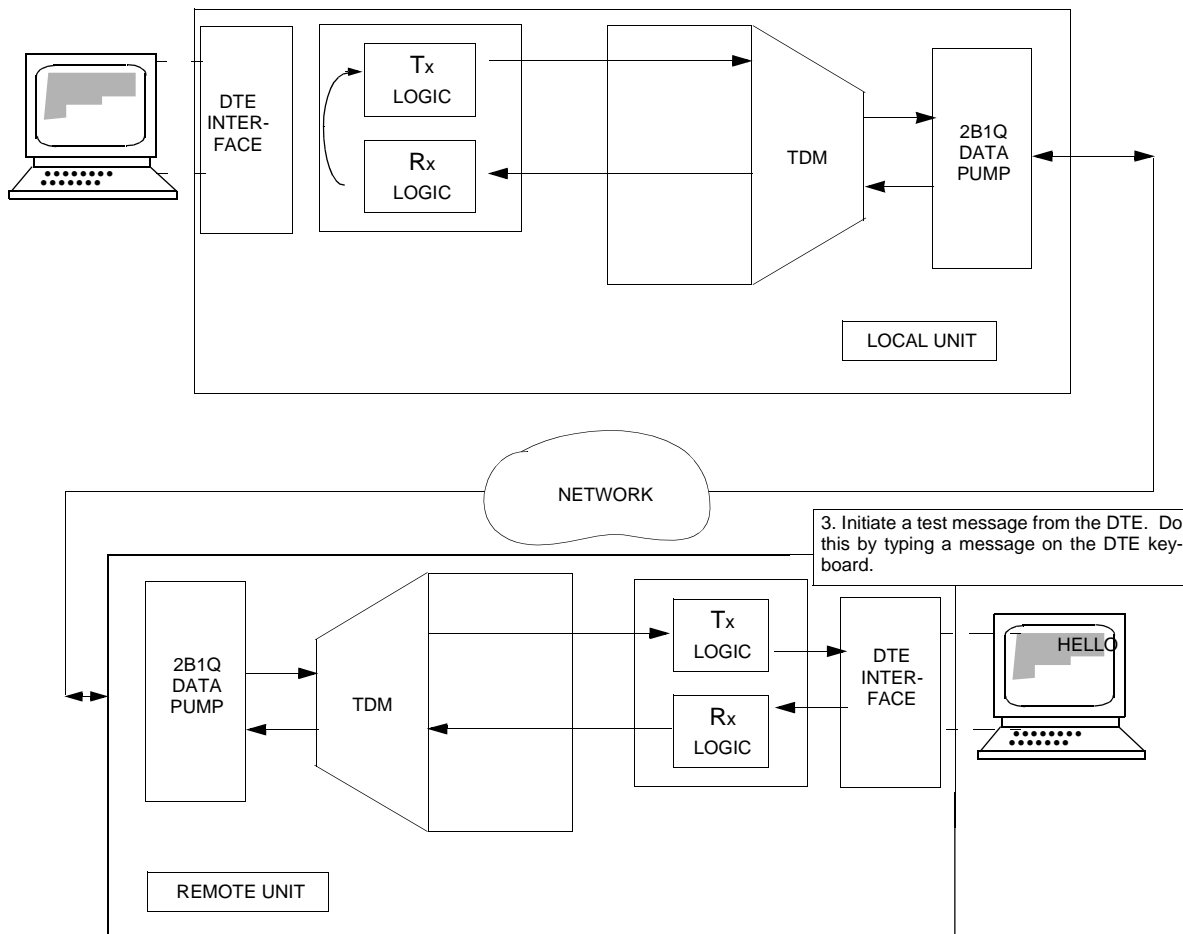 DTE
INTER-
FACE
Tx
LOGIC
Rx
LOGIC
TDM
2B1Q
DATA
PUMP
LOCAL UNIT
NETWORK
3. Initiate a test message from the DTE. Do
this by typing a message on the DTE key-
board.
2B1Q
DATA
PUMP
TDM
Tx
LOGIC
Rx
LOGIC
DTE
INTER-
FACE
HELLO
REMOTE UNIT